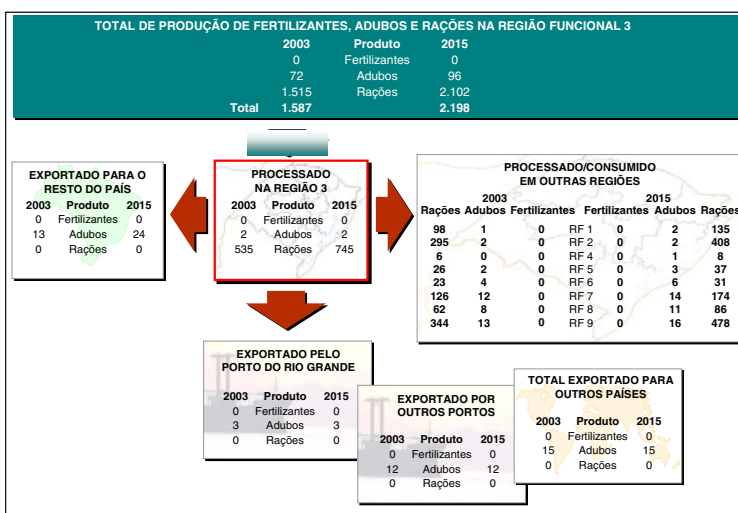 TOTAL DE PRODUÇÃO DE FERTILIZANTES, ADUBOS E RAÇÕES NA REGIÃO FUNCIONAL 3
2003 Produto 2015
0 Fertilizantes 0
72 Adubos 96
1.515 Rações 2.102
Total 1.587 2.198
EXPORTADO PARA O
RESTO DO PAÍS
2003 Produto 2015
0 Fertilizantes 0
13 Adubos 24
0 Rações 0
PROCESSADO
NA REGIÃO 3
2003 Produto 2015
0 Fertilizantes 0
2 Adubos 2
535 Rações 745
PROCESSADO/CONSUMIDO
EM OUTRAS REGIÕES
2003 2015
Rações Adubos Fertilizantes Fertilizantes Adubos Rações
98 1 0 RF 1 0 2 135
295 2 0 RF 2 0 2 408
6 0 0 RF 4 0 1 8
26 2 0 RF 5 0 3 37
23 4 0 RF 6 0 6 31
126 12 0 RF 7 0 14 174
62 8 0 RF 8 0 11 86
344 13 0 RF 9 0 16 478
EXPORTADO PELO
PORTO DO RIO GRANDE
2003 Produto 2015
0 Fertilizantes 0
3 Adubos 3
0 Rações 0
EXPORTADO POR
OUTROS PORTOS
2003 Produto 2015
0 Fertilizantes 0
12 Adubos 12
0 Rações 0
TOTAL EXPORTADO PARA
OUTROS PAÍSES
2003 Produto 2015
0 Fertilizantes 0
15 Adubos 15
0 Rações 0